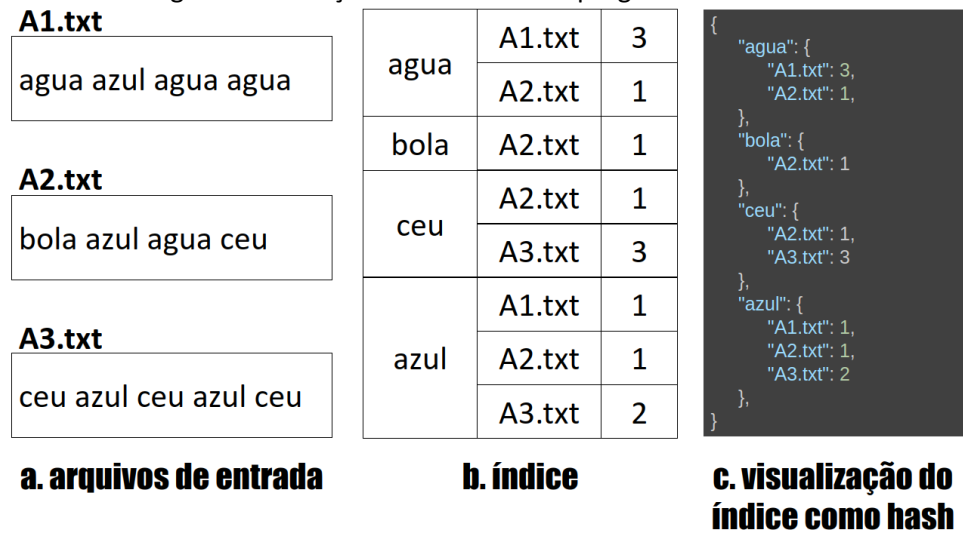 A1.txt
agua azul agua agua
A2.txt
bola azul agua ceu
A3.txt
ceu azul ceu azul ceu
a. arquivos de entrada
agua A1.txt 3
A2.txt 1
bola A2.txt 1
ceu A2.txt 1
A3.txt 3
azul A1.txt 1
A2.txt 1
A3.txt 2
b. índice
{
"agua": {
"A1.txt": 3,
"A2.txt": 1,
},
"bola": {
"A2.txt": 1
},
"ceu": {
"A2.txt": 1,
"A3.txt": 3
},
"azul": {
"A1.txt": 1,
"A2.txt": 1,
"A3.txt": 2
},
}
c. visualização do
índice como hash